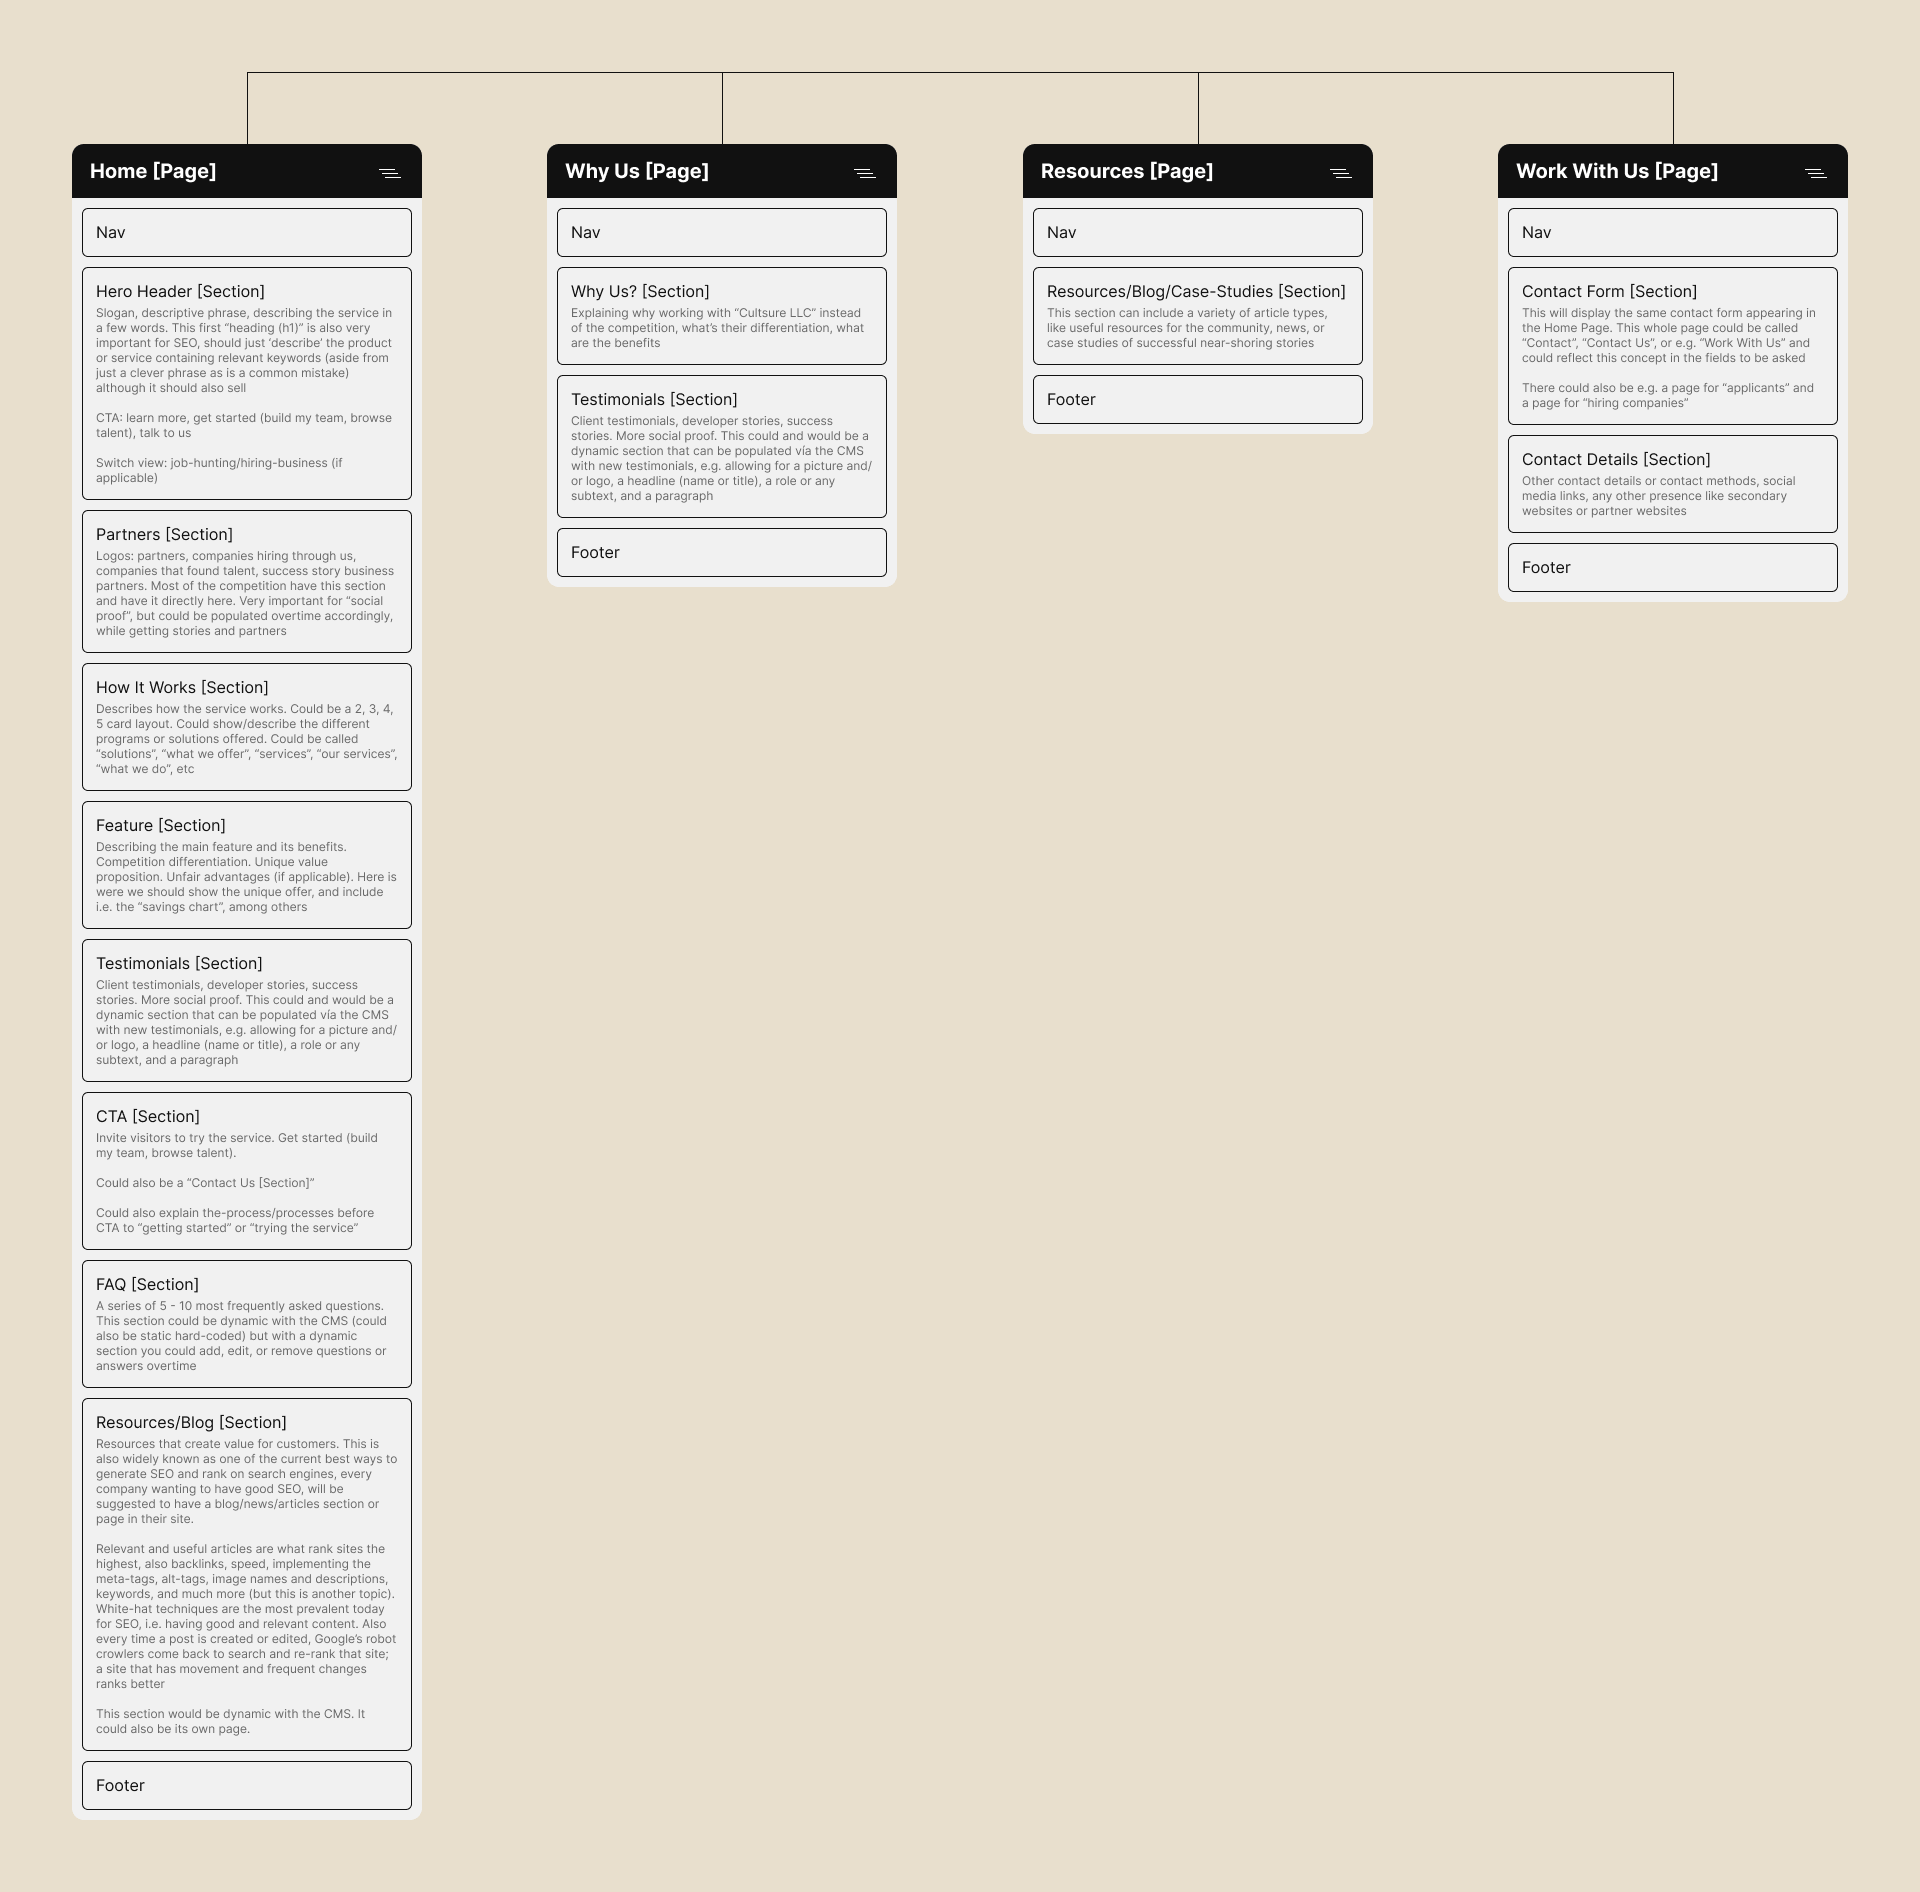 Home [Page]
Nav
Hero Header [Section]
Slogan, descriptive phrase, describing the service in
a few words. This first “heading (h1)” is also very
important for SEO, should just ‘describe’ the product
or service containing relevant keywords (aside from
just a clever phrase as is a common mistake)
although it should also sell
CTA: learn more, get started (build my team, browse
talent), talk to us
Switch view: job-hunting/hiring-business (if
applicable)
Partners [Section]
Logos: partners, companies hiring through us,
companies that found talent, success story business
partners. Most of the competition have this section
and have it directly here. Very important for “social
proof”, but could be populated overtime accordingly,
while getting stories and partners
How It Works [Section]
Describes how the service works. Could be a 2, 3, 4,
5 card layout. Could show/describe the different
programs or solutions offered. Could be called
“solutions”, “what we offer”, “services”, “our services”,
“what we do”, etc
Feature [Section]
Describing the main feature and its benefits.
Competition differentiation. Unique value
proposition. Unfair advantages (if applicable). Here is
were we should show the unique offer, and include
i.e. the “savings chart”, among others
Testimonials [Section]
Client testimonials, developer stories, success
stories. More social proof. This could and would be a
dynamic section that can be populated vía the CMS
with new testimonials, e.g. allowing for a picture and/
or logo, a headline (name or title), a role or any
subtext, and a paragraph
CTA [Section]
Invite visitors to try the service. Get started (build
my team, browse talent).
Could also be a “Contact Us [Section]”
Could also explain the-process/processes before
CTA to “getting started” or “trying the service”
FAQ [Section]
A series of 5 - 10 most frequently asked questions.
This section could be dynamic with the CMS (could
also be static hard-coded) but with a dynamic
section you could add, edit, or remove questions or
answers overtime
Resources/Blog [Section]
Resources that create value for customers. This is
also widely known as one of the current best ways to
generate SEO and rank on search engines, every
company wanting to have good SEO, will be
suggested to have a blog/news/articles section or
page in their site.
Relevant and useful articles are what rank sites the
highest, also backlinks, speed, implementing the
meta-tags, alt-tags, image names and descriptions,
keywords, and much more (but this is another topic).
White-hat techniques are the most prevalent today
for SEO, i.e. having good and relevant content. Also
every time a post is created or edited, Google’s robot
crowlers come back to search and re-rank that site;
a site that has movement and frequent changes
ranks better
This section would be dynamic with the CMS. It
could also be its own page.
Footer
Why Us [Page]
Nav
Why Us? [Section]
Explaining why working with “Cultsure LLC” instead
of the competition, what’s their differentiation, what
are the benefits
Testimonials [Section]
Client testimonials, developer stories, success
stories. More social proof. This could and would be a
dynamic section that can be populated vía the CMS
with new testimonials, e.g. allowing for a picture and/
or logo, a headline (name or title), a role or any
subtext, and a paragraph
Footer
Resources [Page]
Nav
Resources/Blog/Case-Studies [Section]
This section can include a variety of article types,
like useful resources for the community, news, or
case studies of successful near-shoring stories
Footer
Work With Us [Page]
Nav
Contact Form [Section]
This will display the same contact form appearing in
the Home Page. This whole page could be called
“Contact”, “Contact Us”, or e.g. “Work With Us” and
could reflect this concept in the fields to be asked
There could also be e.g. a page for “applicants” and
a page for “hiring companies”
Contact Details [Section]
Other contact details or contact methods, social
media links, any other presence like secondary
websites or partner websites
Footer